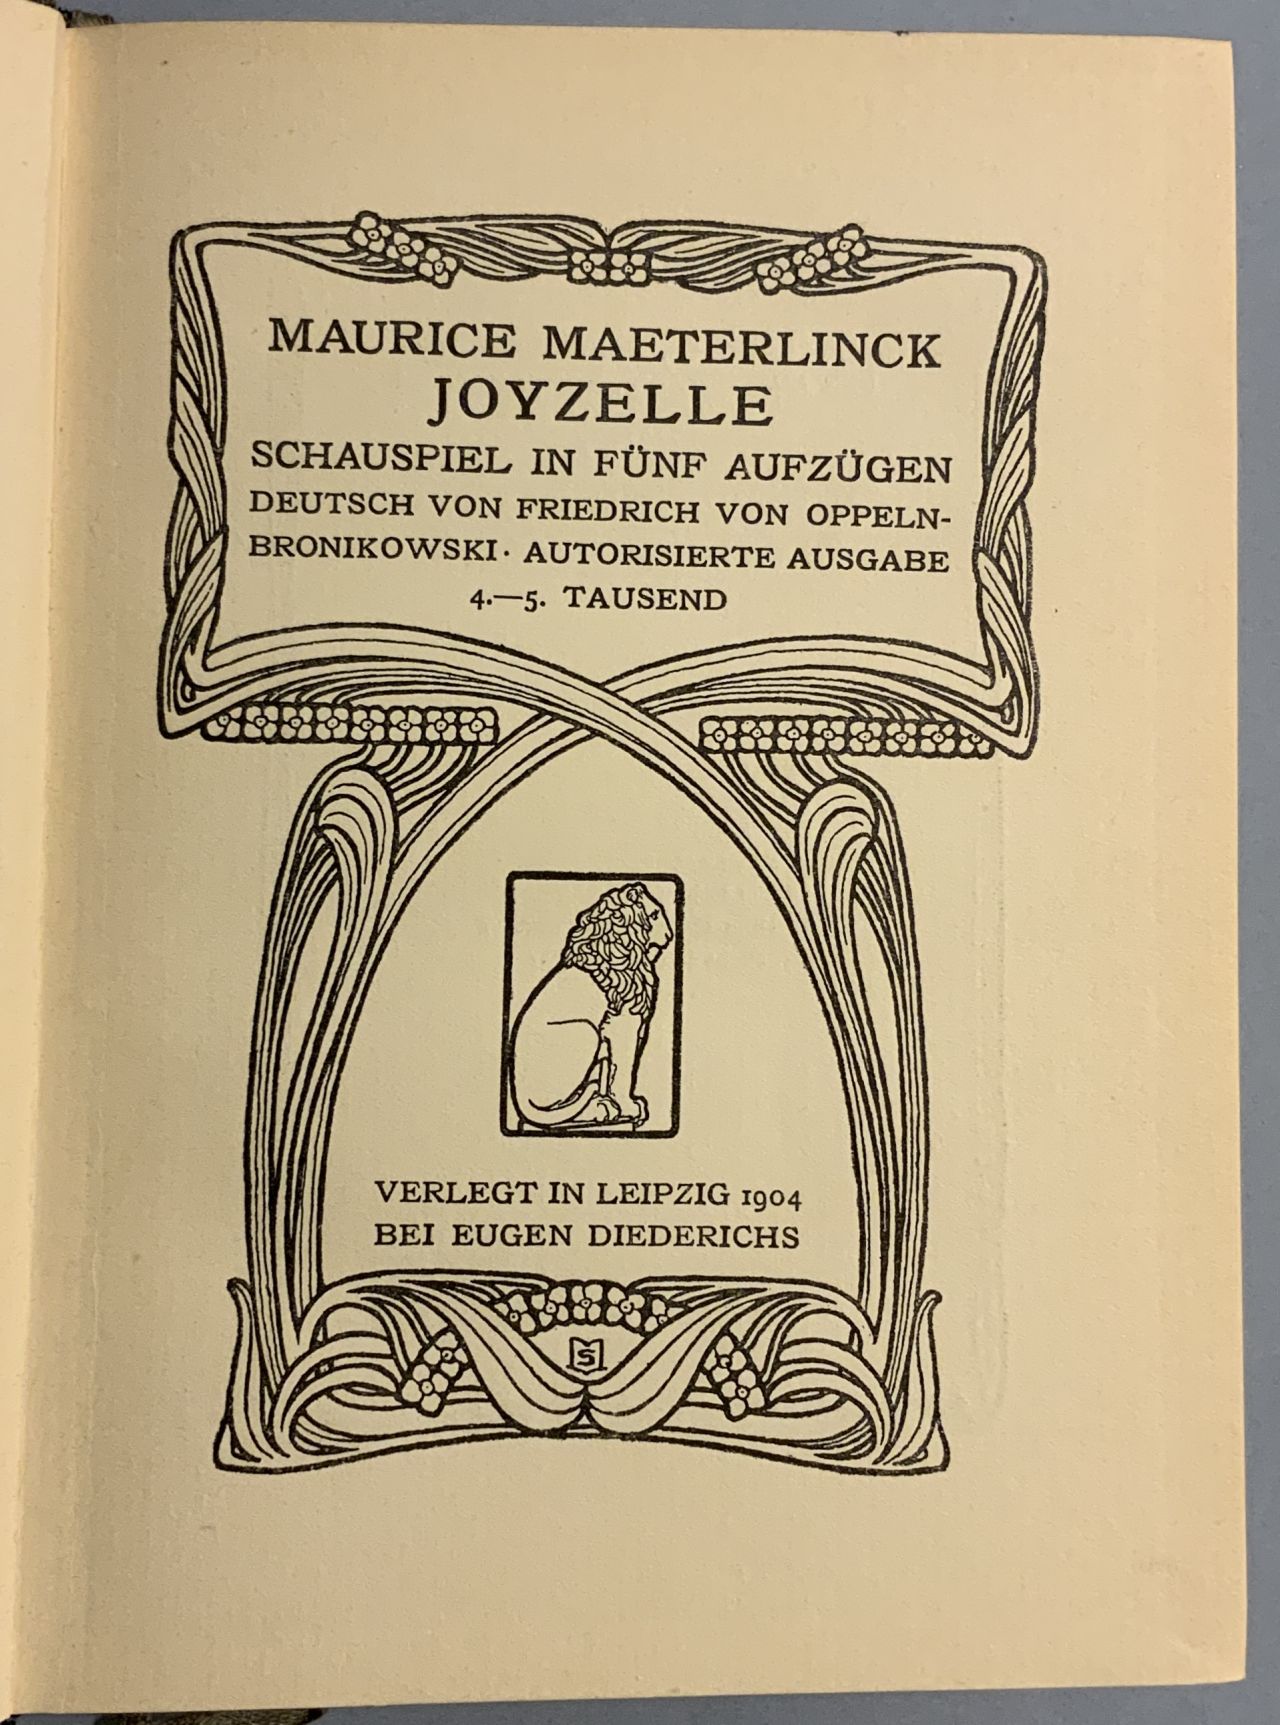 MAURICE MAETERLINCK
JOYZELLE
SCHAUSPIEL IN FÜNF AUFZÜGEN
DEUTSCH VON FRIEDRICH VON OPPELN-
BRONIKOWSKI · AUTORISIERTE AUSGABE
4.—5. TAUSEND
VERLEGT IN LEIPZIG 1904
BEI EUGEN DIEDERICHS
MS